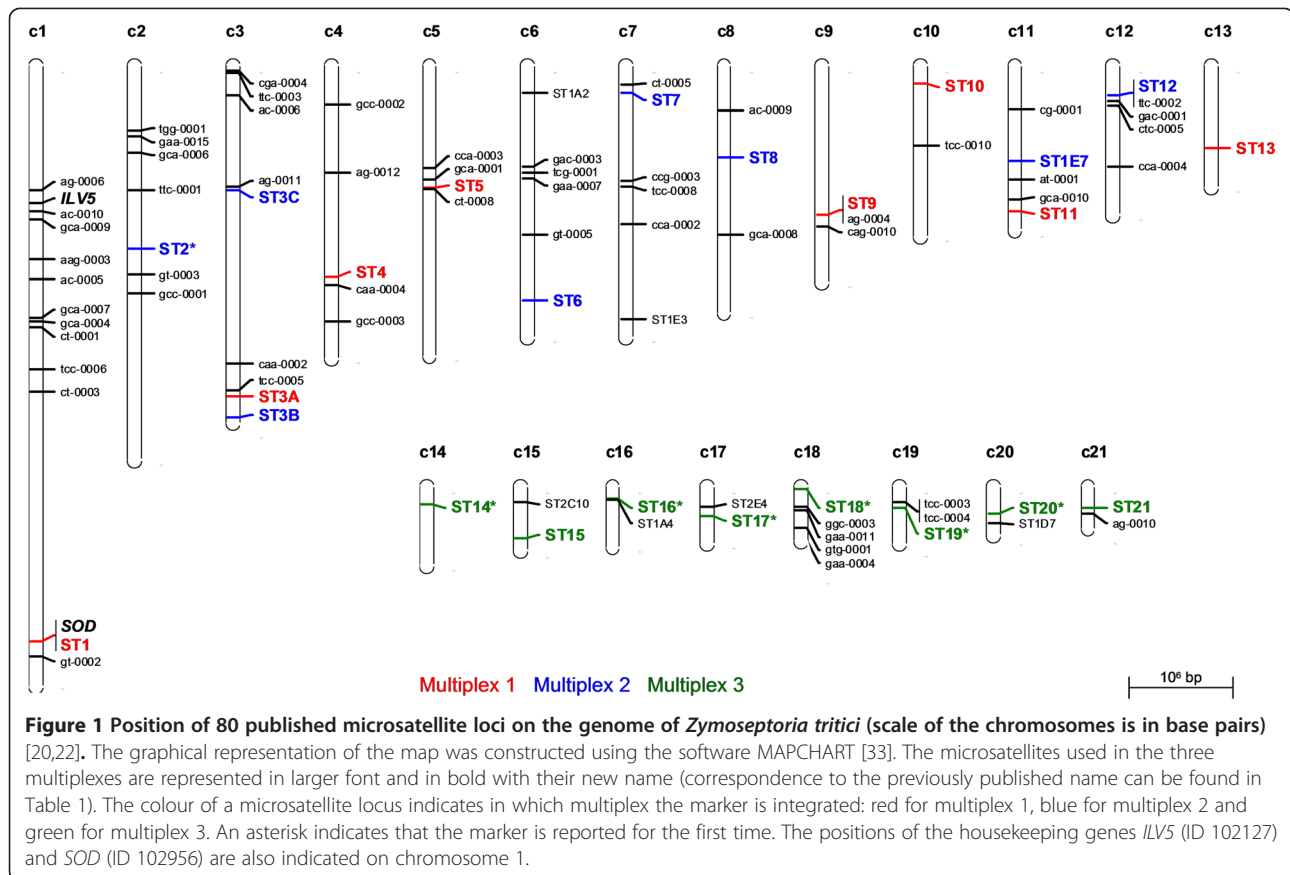 c1 c2 c3 c4 c5 c6 c7 c8 c9 c10 c11 c12 c13
ag-0006
ILV5
ac-0010
gca-0009
aag-0003
ac-0005
gca-0007
gca-0004
ct-0001
tcc-0006
ct-0003
SOD
ST1
gt-0002
tgg-0001
gaa-0015
gca-0006
ttc-0001
ST2*
gt-0003
gcc-0001
cga-0004
ttc-0003
ac-0006
ag-0011
ST3C
caa-0002
tcc-0005
ST3A
ST3B
gcc-0002
ag-0012
ST4
caa-0004
gcc-0003
cca-0003
gca-0001
ST5
ct-0008
ST1A2
gac-0003
tcg-0001
gaa-0007
gt-0005
ST6
ct-0005
ST7
ccg-0003
tcc-0008
cca-0002
ST1E3
ac-0009
ST8
gca-0008
ST9
ag-0004
cag-0010
ST10
tcc-0010
cg-0001
ST1E7
at-0001
gca-0010
ST11
ST12
ttc-0002
gac-0001
ctc-0005
cca-0004
ST13
c14 c15 c16 c17 c18 c19 c20 c21
ST14*
ST2C10
ST15
ST16*
ST1A4
ST2E4
ST17*
ST18*
ggc-0003
gaa-0011
gtg-0001
gaa-0004
tcc-0003
tcc-0004
ST19*
ST20*
ST1D7
ST21
ag-0010
Multiplex 1 Multiplex 2 Multiplex 3
10⁶ bp
Figure 1 Position of 80 published microsatellite loci on the genome of Zymoseptoria tritici (scale of the chromosomes is in base pairs)
[20,22]. The graphical representation of the map was constructed using the software MAPCHART [33]. The microsatellites used in the three
multiplexes are represented in larger font and in bold with their new name (correspondence to the previously published name can be found in
Table 1). The colour of a microsatellite locus indicates in which multiplex the marker is integrated: red for multiplex 1, blue for multiplex 2 and
green for multiplex 3. An asterisk indicates that the marker is reported for the first time. The positions of the housekeeping genes ILV5 (ID 102127)
and SOD (ID 102956) are also indicated on chromosome 1.